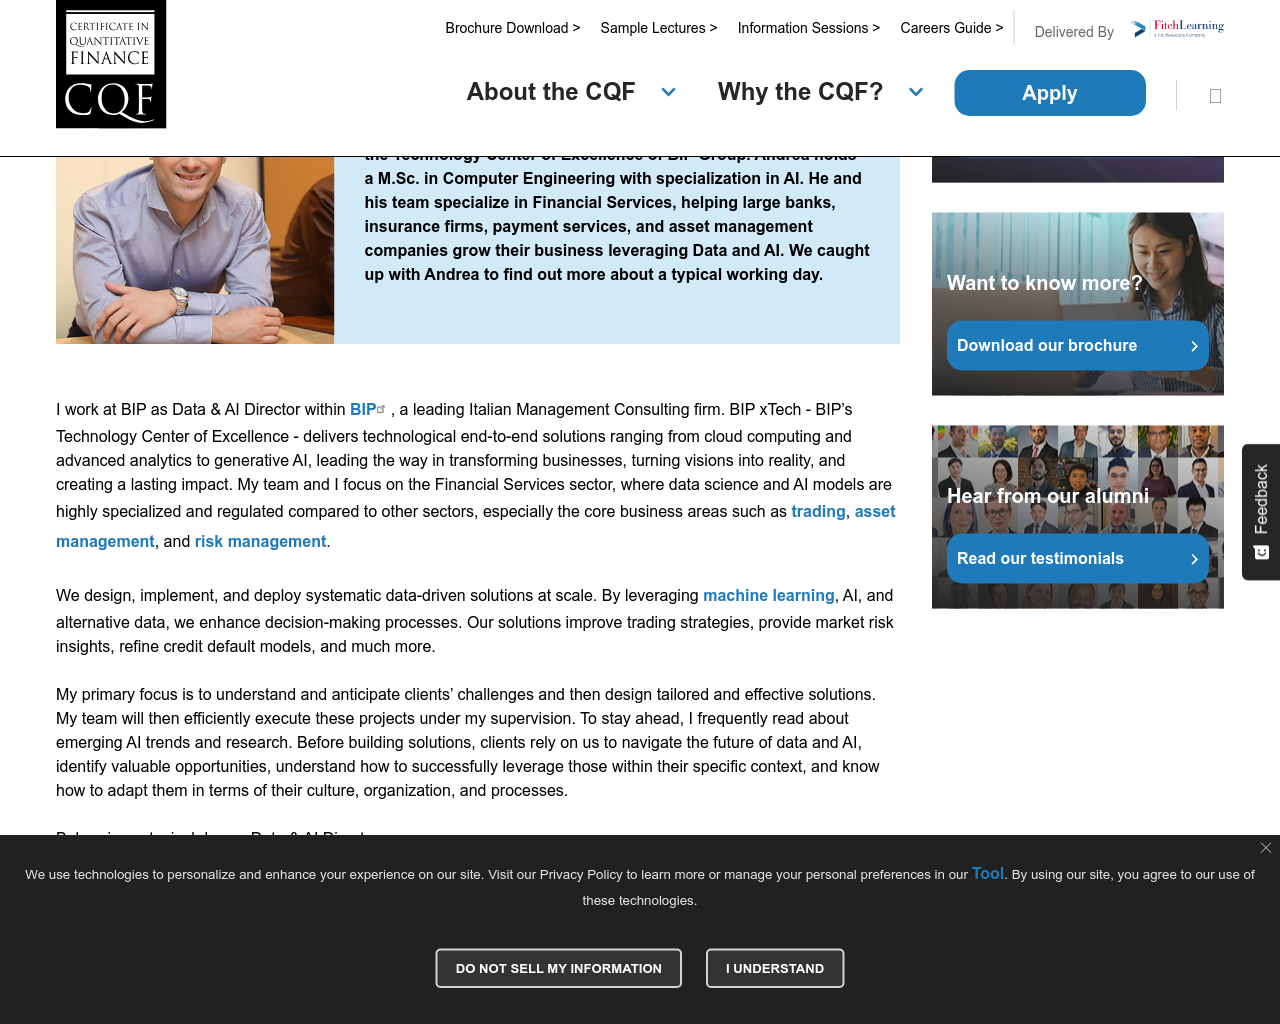 CERTIFICATE IN
QUANTITATIVE
FINANCE
CQF
Brochure Download >
Sample Lectures >
Information Sessions >
Careers Guide >
Delivered By
FitchLearning
About the CQF
Why the CQF?
Apply
the Technology Center of Excellence of BIP Group. Andrea holds
a M.Sc. in Computer Engineering with specialization in AI. He and
his team specialize in Financial Services, helping large banks,
insurance firms, payment services, and asset management
companies grow their business leveraging Data and AI. We caught
up with Andrea to find out more about a typical working day.
I work at BIP as Data & AI Director within BIP , a leading Italian Management Consulting firm. BIP xTech - BIP’s
Technology Center of Excellence - delivers technological end-to-end solutions ranging from cloud computing and
advanced analytics to generative AI, leading the way in transforming businesses, turning visions into reality, and
creating a lasting impact. My team and I focus on the Financial Services sector, where data science and AI models are
highly specialized and regulated compared to other sectors, especially the core business areas such as trading, asset
management, and risk management.
We design, implement, and deploy systematic data-driven solutions at scale. By leveraging machine learning, AI, and
alternative data, we enhance decision-making processes. Our solutions improve trading strategies, provide market risk
insights, refine credit default models, and much more.
My primary focus is to understand and anticipate clients’ challenges and then design tailored and effective solutions.
My team will then efficiently execute these projects under my supervision. To stay ahead, I frequently read about
emerging AI trends and research. Before building solutions, clients rely on us to navigate the future of data and AI,
identify valuable opportunities, understand how to successfully leverage those within their specific context, and know
how to adapt them in terms of their culture, organization, and processes.
Want to know more?
Download our brochure
Hear from our alumni
Read our testimonials
Feedback
We use technologies to personalize and enhance your experience on our site. Visit our Privacy Policy to learn more or manage your personal preferences in our Tool. By using our site, you agree to our use of
these technologies.
DO NOT SELL MY INFORMATION
I UNDERSTAND